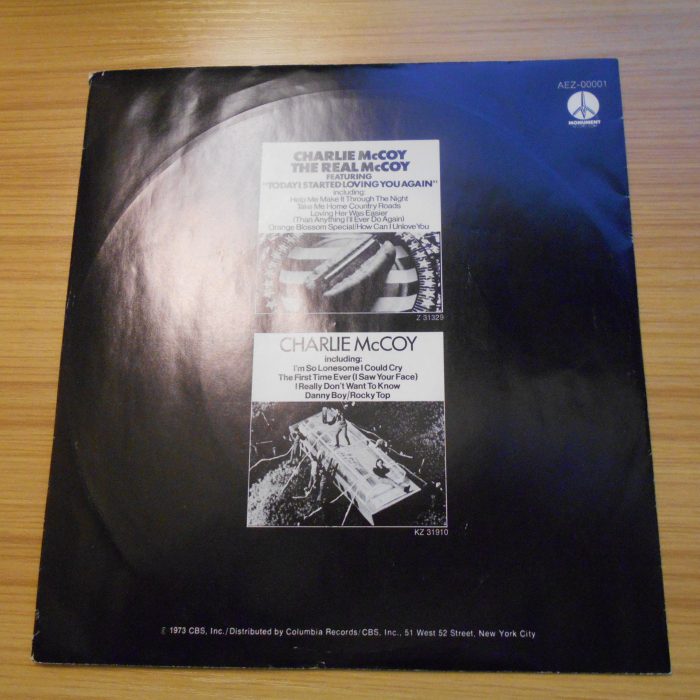 AEZ-00001
MONUMENT
CHARLIE McCOY
THE REAL McCOY
FEATURING
"TODAY I STARTED LOVING YOU AGAIN"
including:
Help Me Make It Through The Night
Take Me Home Country Roads
Loving Her Was Easier
(Than Anything I'll Ever Do Again)
Orange Blossom Special/How Can I Unlove You
Z 31329
CHARLIE McCOY
including:
I'm So Lonesome I Could Cry
The First Time Ever (I Saw Your Face)
I Really Don't Want To Know
Danny Boy/Rocky Top
KZ 31910
1973 CBS, Inc./Distributed by Columbia Records/CBS, Inc., 51 West 52 Street, New York City